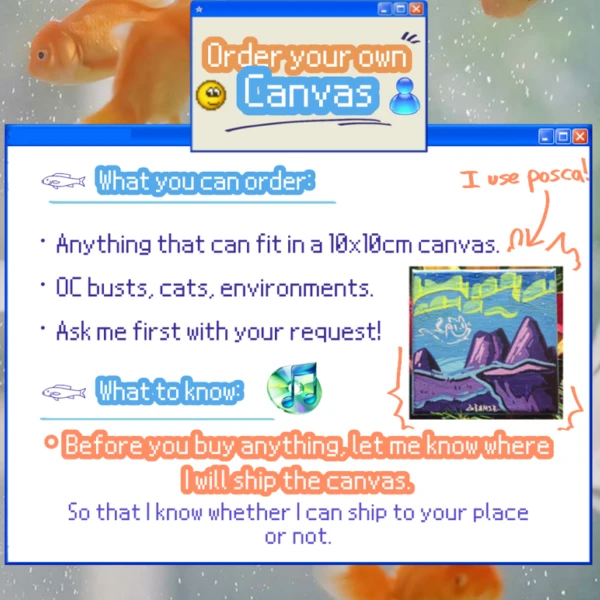 Order your own
Canvas
What you can order:
I use posca!
· Anything that can fit in a 10x10cm canvas.
· OC busts, cats, environments.
· Ask me first with your request!
What to know:
Before you buy anything, let me know where
I will ship the canvas.
So that I know whether I can ship to your place
or not.